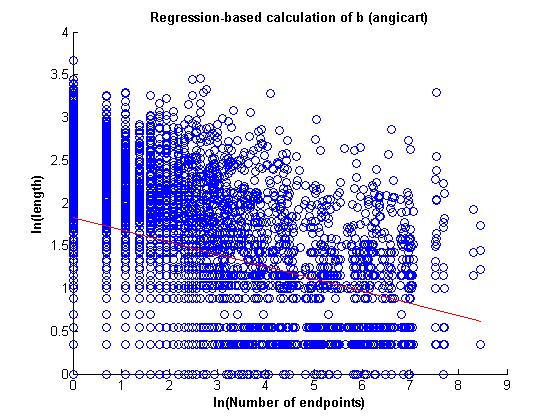 Regression-based calculation of b (angicart)
4
3.5
3
2.5
2
1.5
1
0.5
0
ln(length)
0 1 2 3 4 5 6 7 8 9
ln(Number of endpoints)